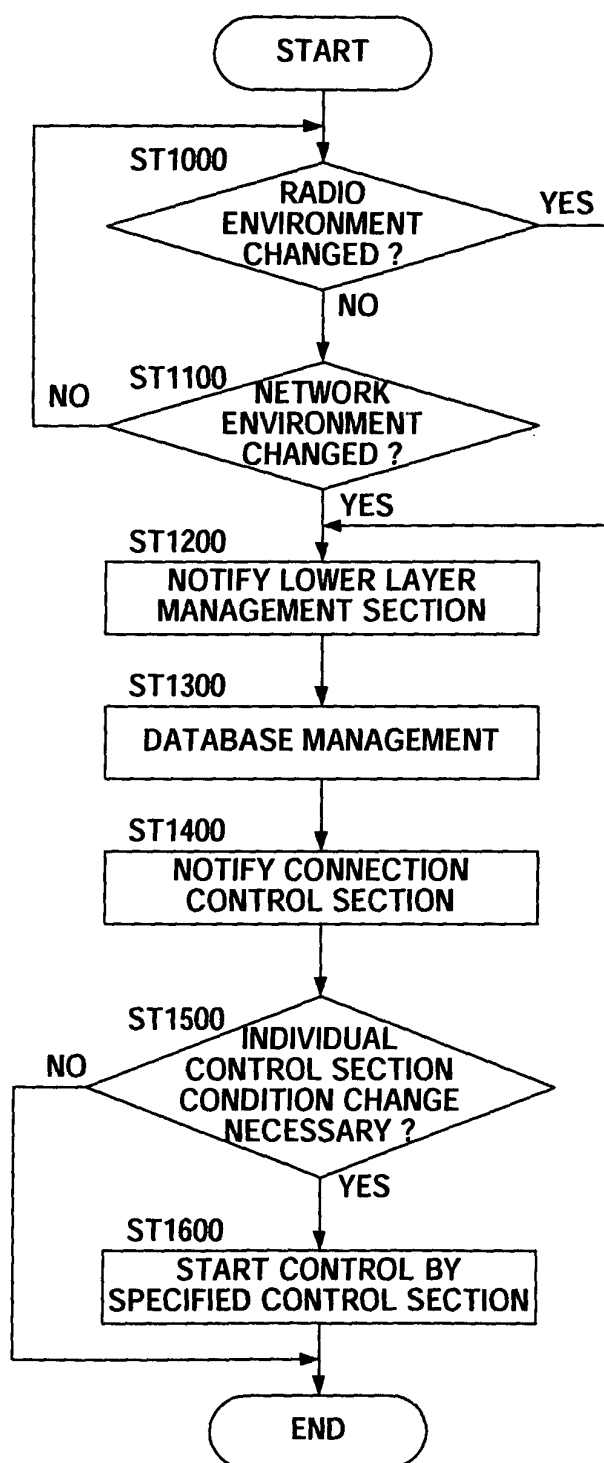 START
ST1000
RADIO
ENVIRONMENT
CHANGED ?
YES
NO
ST1100
NETWORK
ENVIRONMENT
CHANGED ?
NO
YES
ST1200
NOTIFY LOWER LAYER
MANAGEMENT SECTION
ST1300
DATABASE MANAGEMENT
ST1400
NOTIFY CONNECTION
CONTROL SECTION
ST1500
INDIVIDUAL
CONTROL SECTION
CONDITION CHANGE
NECESSARY ?
NO
YES
ST1600
START CONTROL BY
SPECIFIED CONTROL SECTION
END